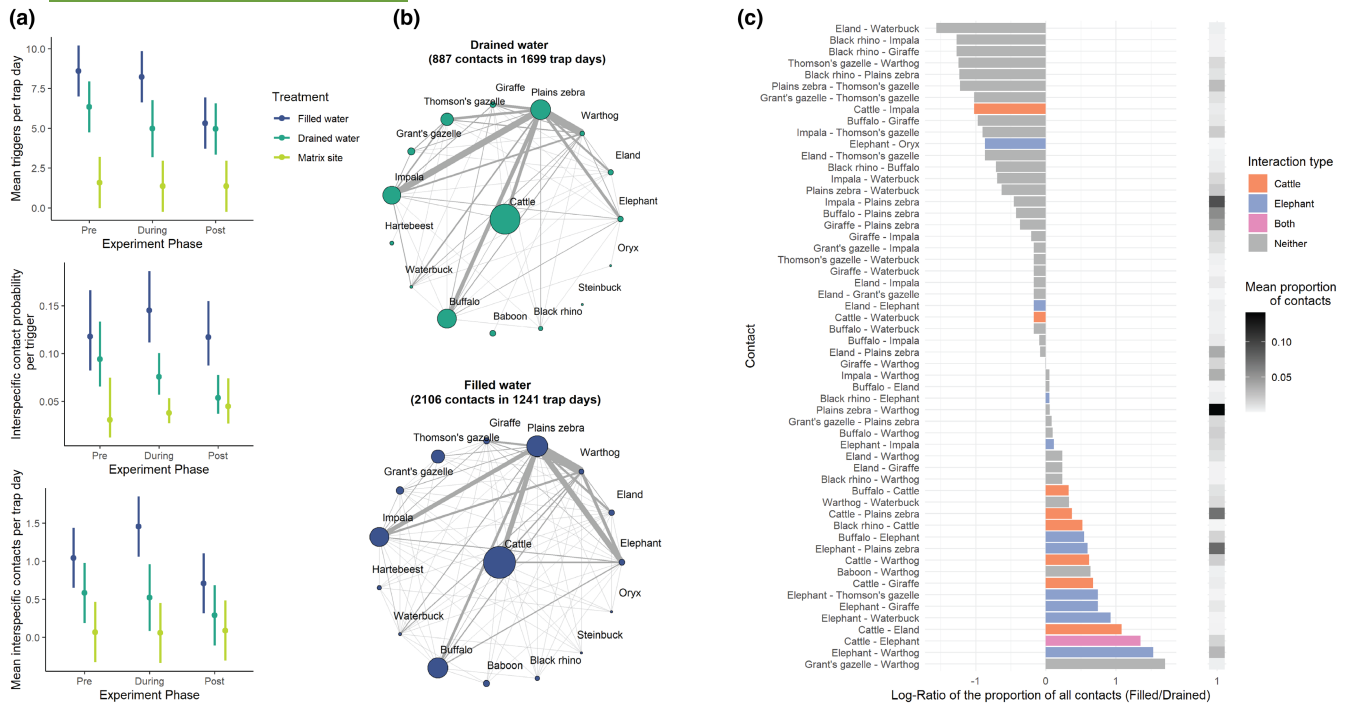 (a)
10.0
7.5
5.0
2.5
0.0
Mean triggers per trap day
Pre
During
Post
Experiment Phase
Treatment
Filled water
Drained water
Matrix site
0.15
0.10
0.05
Interspecific contact probability
per trigger
Pre
During
Post
Experiment Phase
1.5
1.0
0.5
0.0
Mean interspecific contacts per trap day
Pre
During
Post
Experiment Phase
(b)
Drained water
(887 contacts in 1699 trap days)
Giraffe
Plains zebra
Thomson's gazelle
Warthog
Grant's gazelle
Eland
Impala
Elephant
Cattle
Hartebeest
Oryx
Waterbuck
Steinbuck
Buffalo
Black rhino
Baboon
Filled water
(2106 contacts in 1241 trap days)
Giraffe
Plains zebra
Thomson's gazelle
Warthog
Grant's gazelle
Eland
Impala
Elephant
Cattle
Hartebeest
Oryx
Waterbuck
Steinbuck
Buffalo
Black rhino
Baboon
(c)
Contact
Eland - Waterbuck
Black rhino - Impala
Black rhino - Giraffe
Thomson's gazelle - Warthog
Black rhino - Plains zebra
Plains zebra - Thomson's gazelle
Grant's gazelle - Thomson's gazelle
Cattle - Impala
Buffalo - Giraffe
Impala - Thomson's gazelle
Elephant - Oryx
Eland - Thomson's gazelle
Black rhino - Buffalo
Impala - Waterbuck
Plains zebra - Waterbuck
Impala - Plains zebra
Buffalo - Plains zebra
Giraffe - Plains zebra
Giraffe - Impala
Grant's gazelle - Impala
Thomson's gazelle - Waterbuck
Giraffe - Waterbuck
Eland - Impala
Eland - Grant's gazelle
Eland - Elephant
Cattle - Waterbuck
Buffalo - Waterbuck
Buffalo - Impala
Eland - Plains zebra
Giraffe - Warthog
Impala - Warthog
Buffalo - Eland
Black rhino - Elephant
Plains zebra - Warthog
Grant's gazelle - Plains zebra
Buffalo - Warthog
Elephant - Impala
Eland - Warthog
Eland - Giraffe
Black rhino - Warthog
Buffalo - Cattle
Warthog - Waterbuck
Cattle - Plains zebra
Black rhino - Cattle
Buffalo - Elephant
Elephant - Plains zebra
Cattle - Warthog
Baboon - Warthog
Cattle - Giraffe
Elephant - Thomson's gazelle
Elephant - Giraffe
Elephant - Waterbuck
Cattle - Eland
Cattle - Elephant
Elephant - Warthog
Grant's gazelle - Warthog
-1
0
1
1
Log-Ratio of the proportion of all contacts (Filled/Drained)
Interaction type
Cattle
Elephant
Both
Neither
Mean proportion
of contacts
0.10
0.05